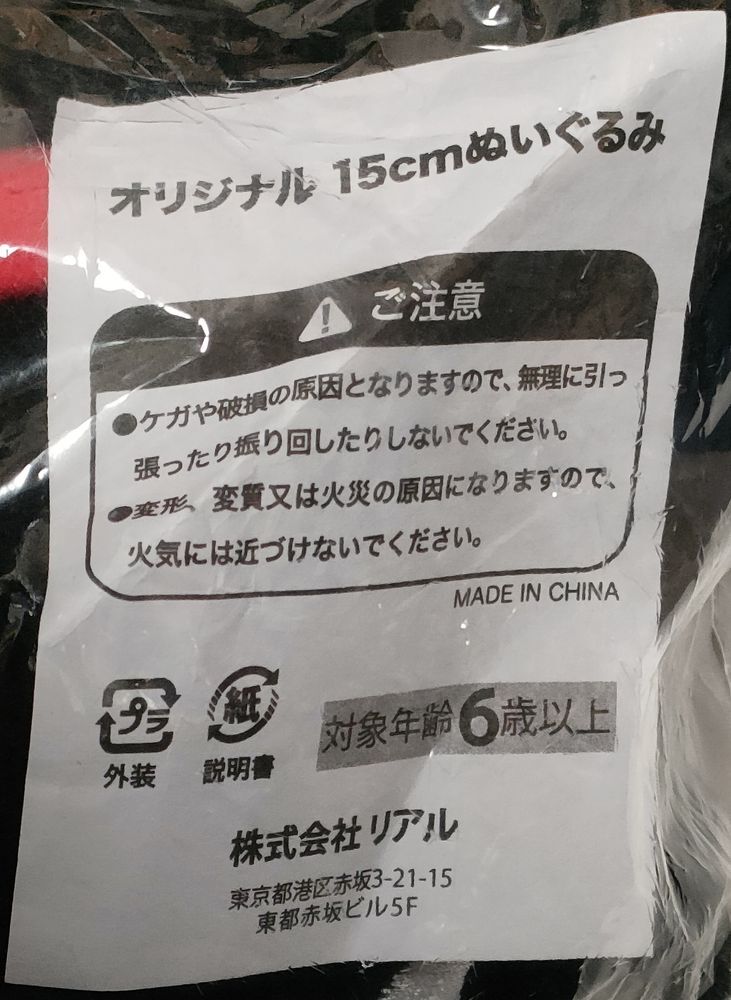 オリジナル 15cmぬいぐるみ
ご注意
●ケガや破損の原因となりますので、無理に引っ
張ったり振り回したりしないでください。
●変形、変質又は火災の原因になりますので、
火気には近づけないでください。
MADE IN CHINA
プラ 紙 対象年齢6歳以上
外装 説明書
株式会社リアル
東京都港区赤坂3-21-15
東都赤坂ビル5F